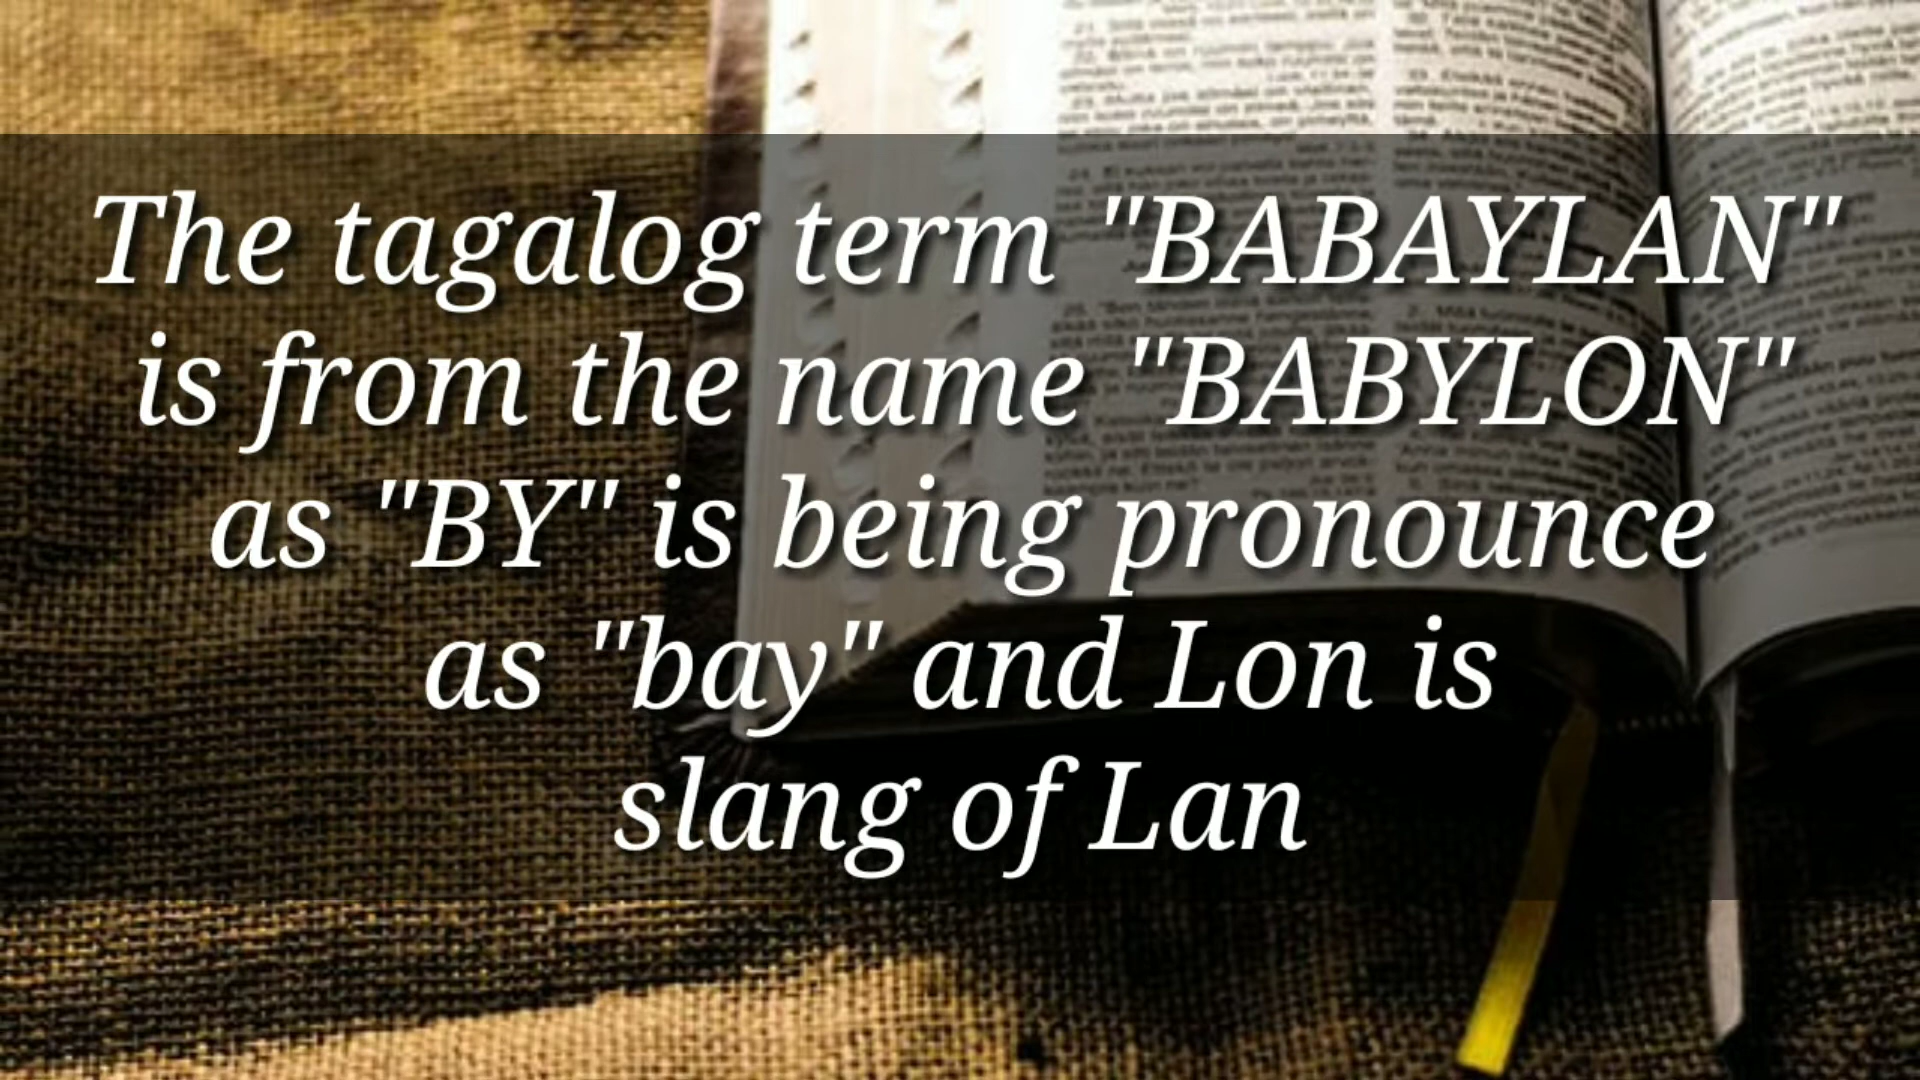 The tagalog term "BABAYLAN"
is from the name "BABYLON"
as "BY" is being pronounce
as "bay" and Lon is
slang of Lan